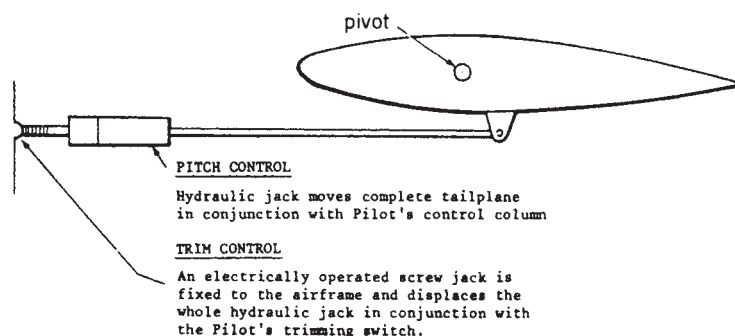 pivot
PITCH CONTROL
Hydraulic jack moves complete tailplane
in conjunction with Pilot's control column
TRIM CONTROL
An electrically operated screw jack is
fixed to the airframe and displaces the
whole hydraulic jack in conjunction with
the Pilot's trimming switch.